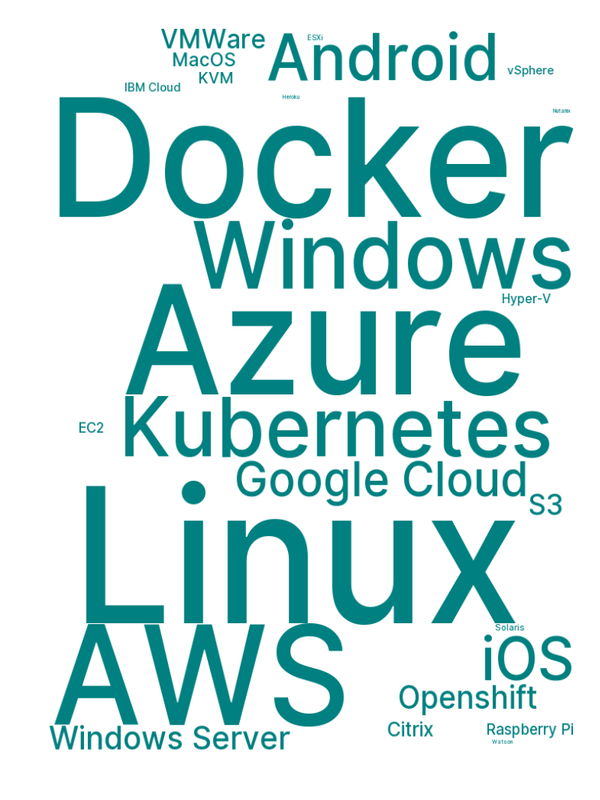 VMWare
ESXi
Android
MacOS
vSphere
KVM
IBM Cloud
Heroku
Nutanix
Docker
Windows
Hyper-V
Azure
EC2
Kubernetes
Google Cloud
S3
Linux
Solaris
AWS
iOS
Openshift
Citrix
Raspberry Pi
Windows Server
Watson